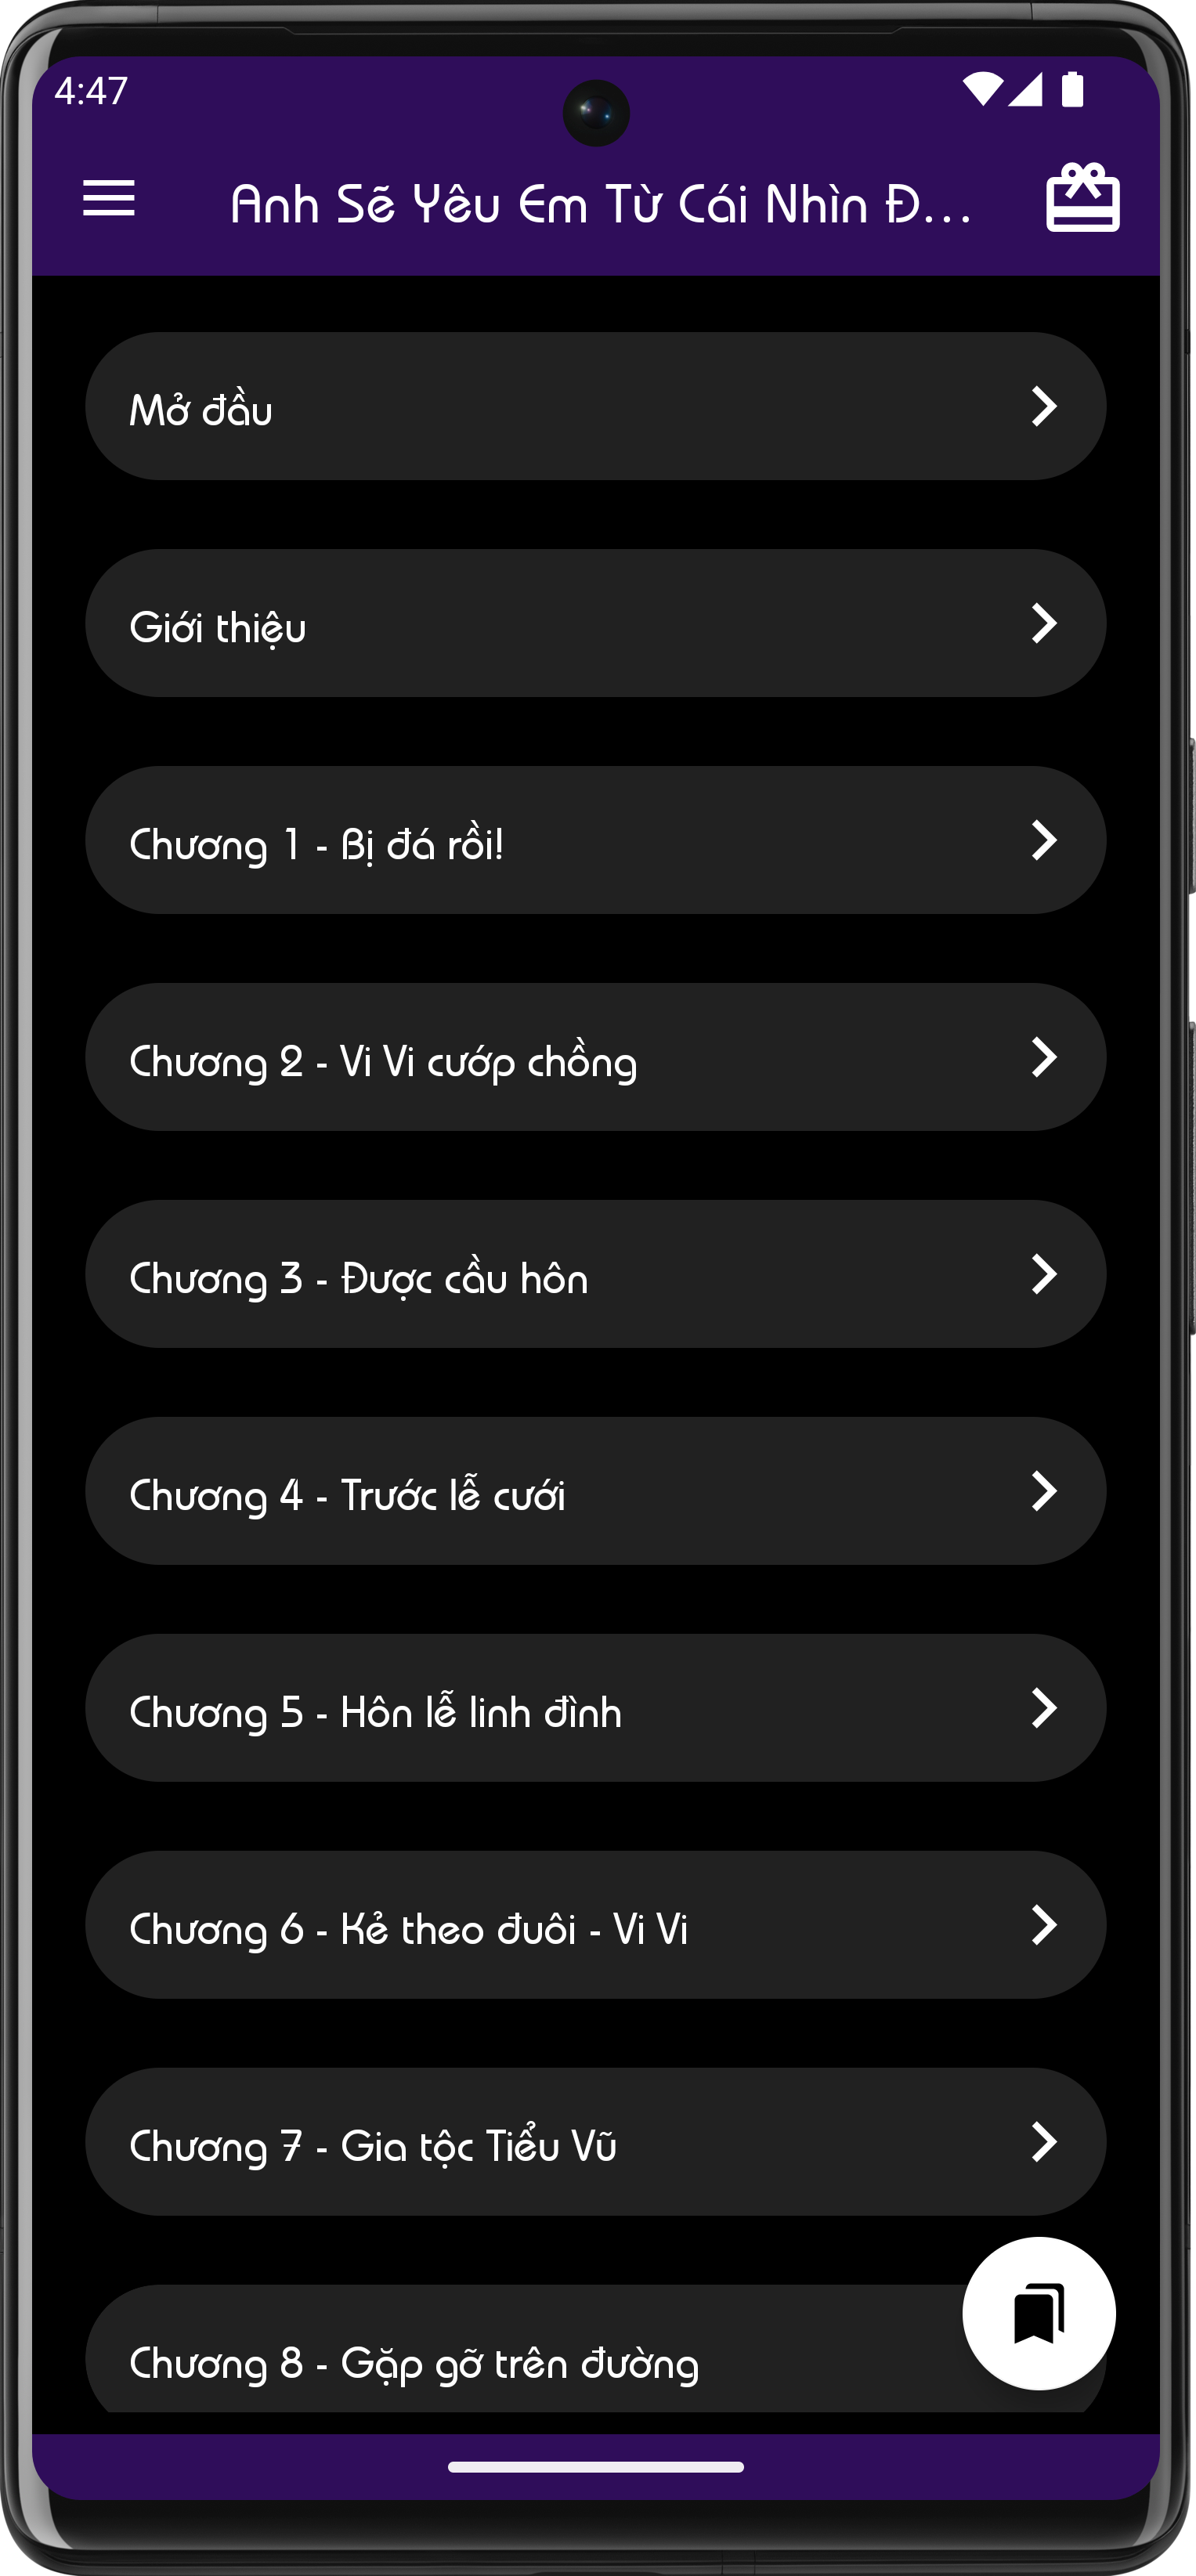 4:47
Anh Sẽ Yêu Em Từ Cái Nhìn Đ...
Mở đầu
Giới thiệu
Chương 1 - Bị đá rồi!
Chương 2 - Vi Vi cướp chồng
Chương 3 - Được cầu hôn
Chương 4 - Trước lễ cưới
Chương 5 - Hôn lễ linh đình
Chương 6 - Kẻ theo đuôi - Vi Vi
Chương 7 - Gia tộc Tiểu Vũ
Chương 8 - Gặp gỡ trên đường